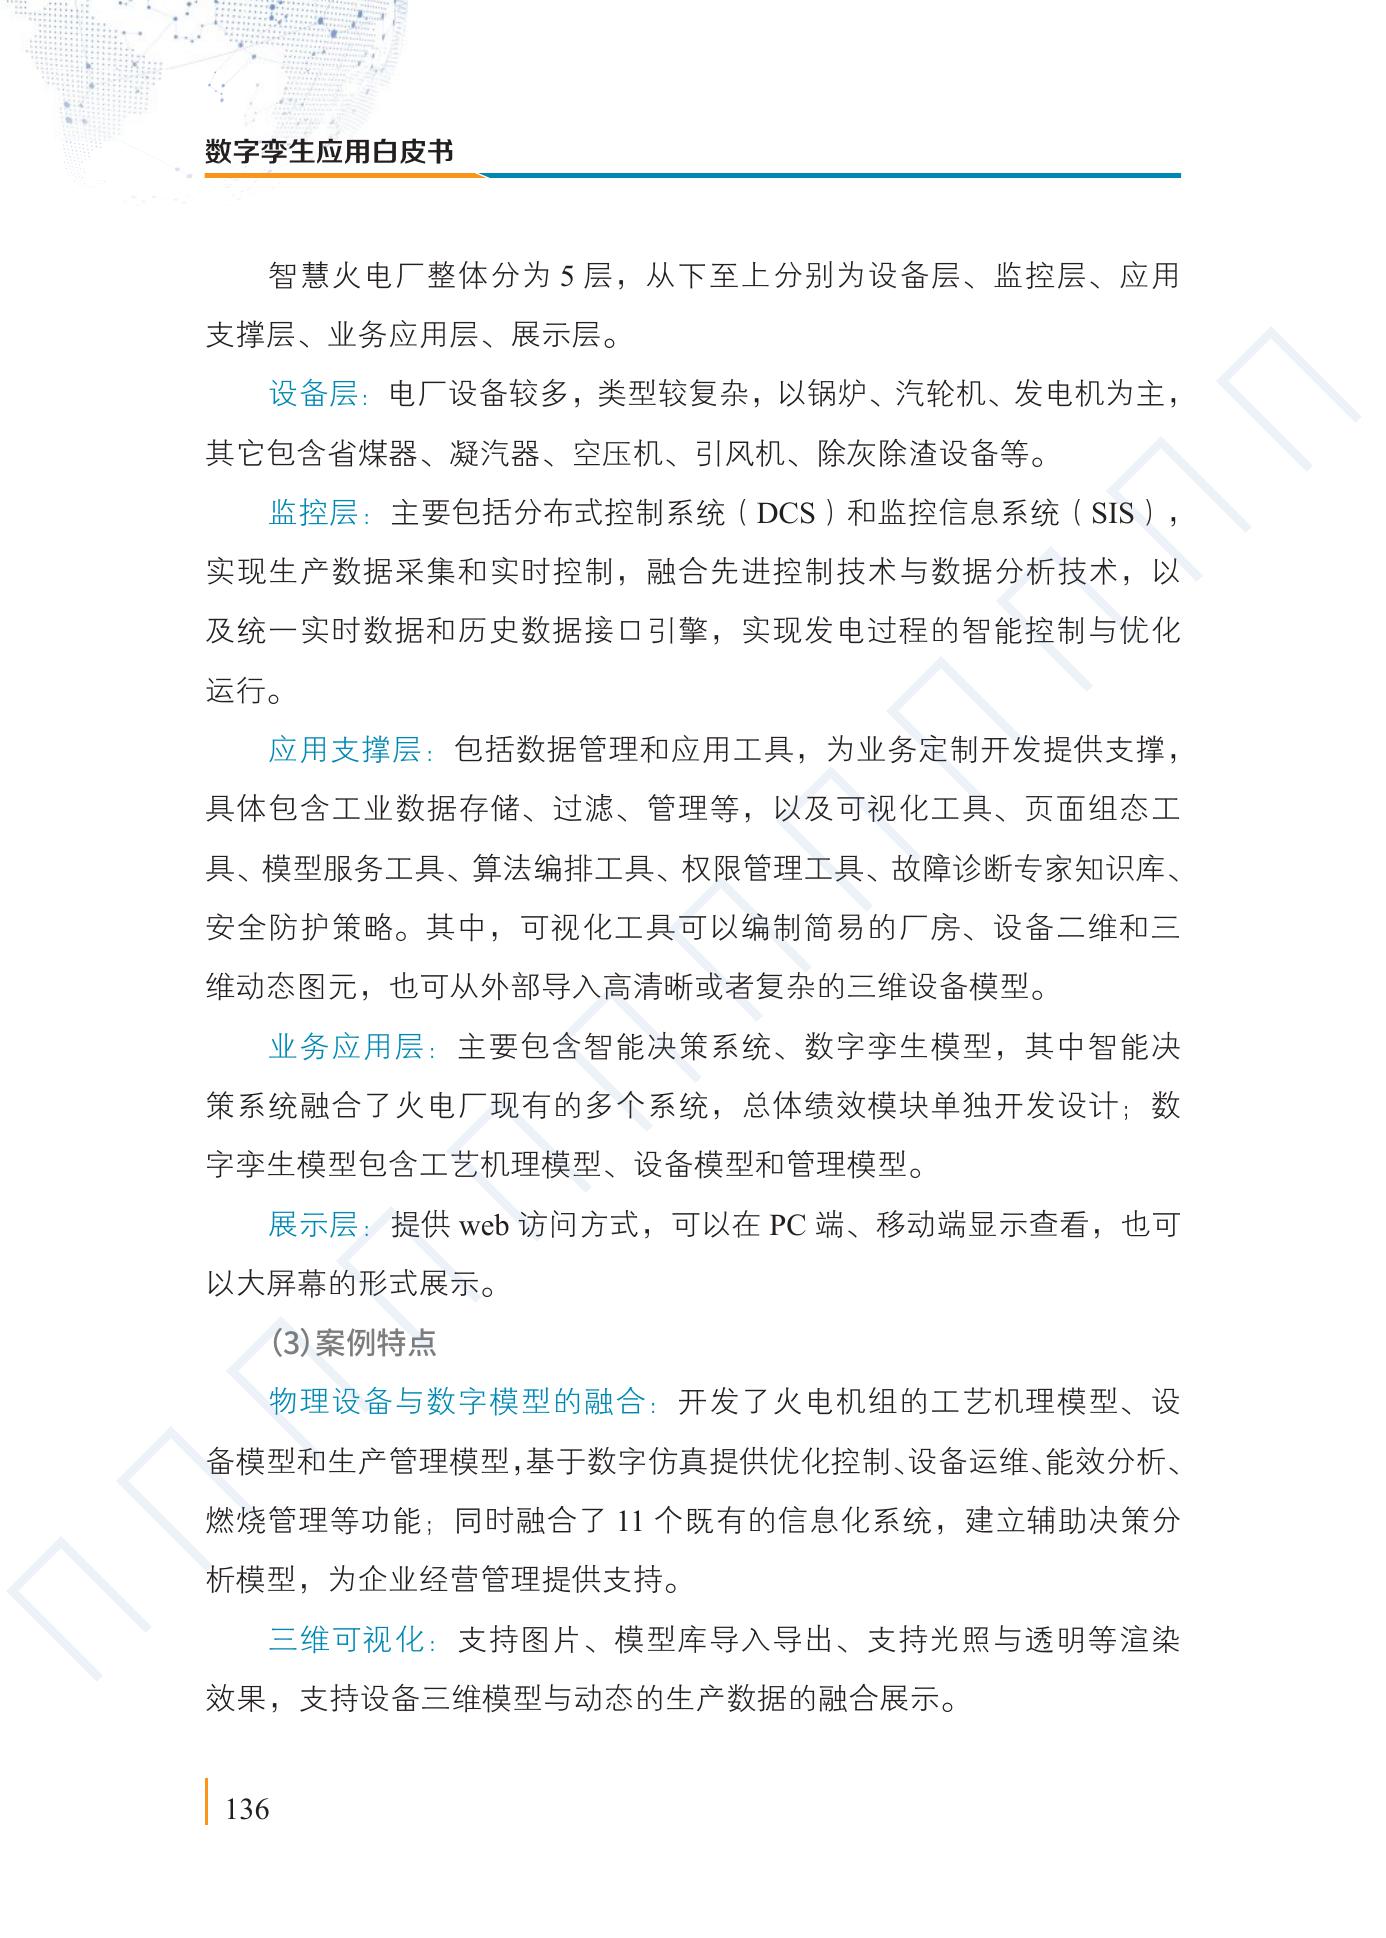 数字孪生应用白皮书
智慧火电厂整体分为 5 层，从下至上分别为设备层、监控层、应用
支撑层、业务应用层、展示层。
设备层：电厂设备较多，类型较复杂，以锅炉、汽轮机、发电机为主，
其它包含省煤器、凝汽器、空压机、引风机、除灰除渣设备等。
监控层：主要包括分布式控制系统（DCS）和监控信息系统（SIS），
实现生产数据采集和实时控制，融合先进控制技术与数据分析技术，以
及统一实时数据和历史数据接口引擎，实现发电过程的智能控制与优化
运行。
应用支撑层：包括数据管理和应用工具，为业务定制开发提供支撑，
具体包含工业数据存储、过滤、管理等，以及可视化工具、页面组态工
具、模型服务工具、算法编排工具、权限管理工具、故障诊断专家知识库、
安全防护策略。其中，可视化工具可以编制简易的厂房、设备二维和三
维动态图元，也可从外部导入高清晰或者复杂的三维设备模型。
业务应用层：主要包含智能决策系统、数字孪生模型，其中智能决
策系统融合了火电厂现有的多个系统，总体绩效模块单独开发设计；数
字孪生模型包含工艺机理模型、设备模型和管理模型。
展示层：提供 web 访问方式，可以在 PC 端、移动端显示查看，也可
以大屏幕的形式展示。
（3）案例特点
物理设备与数字模型的融合：开发了火电机组的工艺机理模型、设
备模型和生产管理模型，基于数字仿真提供优化控制、设备运维、能效分析、
燃烧管理等功能；同时融合了 11 个既有的信息化系统，建立辅助决策分
析模型，为企业经营管理提供支持。
三维可视化：支持图片、模型库导入导出、支持光照与透明等渲染
效果，支持设备三维模型与动态的生产数据的融合展示。
136